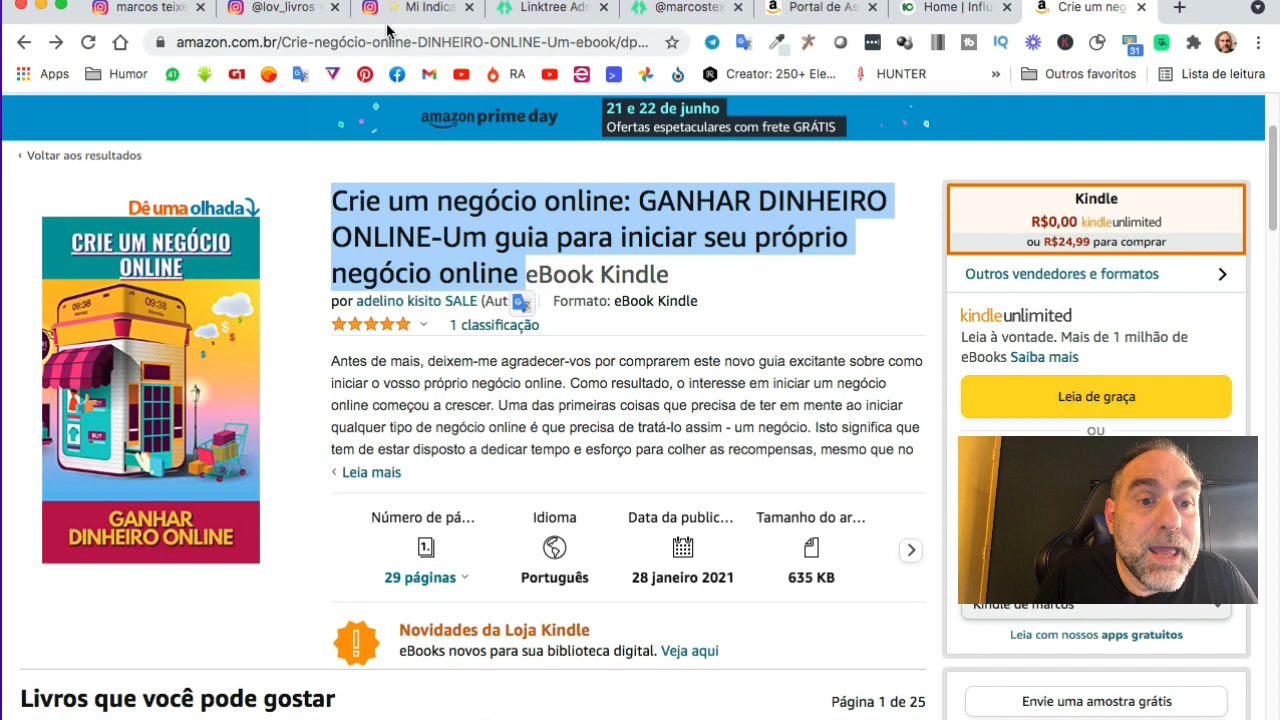 marcos teixe
@lov_livros
Mi Indica
Linktree Adn
@marcostex
Portal de As
Home | Influ
Crie um neg
amazon.com.br/Crie-negócio-online-DINHEIRO-ONLINE-Um-ebook/dp...
Apps
Humor
RA
Creator: 250+ Ele...
HUNTER
»
Outros favoritos
Lista de leitura
amazon prime day
21 e 22 de junho
Ofertas espetaculares com frete GRÁTIS
‹ Voltar aos resultados
Dê uma olhada
CRIE UM NEGÓCIO
ONLINE
GANHAR
DINHEIRO ONLINE
Crie um negócio online: GANHAR DINHEIRO
ONLINE-Um guia para iniciar seu próprio
negócio online eBook Kindle
por adelino kisito SALE (Aut Formato: eBook Kindle
1 classificação
Antes de mais, deixem-me agradecer-vos por comprarem este novo guia excitante sobre como
iniciar o vosso próprio negócio online. Como resultado, o interesse em iniciar um negócio
online começou a crescer. Uma das primeiras coisas que precisa de ter em mente ao iniciar
qualquer tipo de negócio online é que precisa de tratá-lo assim - um negócio. Isto significa que
tem de estar disposto a dedicar tempo e esforço para colher as recompensas, mesmo que no
Leia mais
Número de pá...
29 páginas
Idioma
Português
Data da public...
28 janeiro 2021
Tamanho do ar...
635 KB
Novidades da Loja Kindle
eBooks novos para sua biblioteca digital. Veja aqui
Livros que você pode gostar
Página 1 de 25
Kindle
R$0,00 kindleunlimited
ou R$24,99 para comprar
Outros vendedores e formatos
kindleunlimited
Leia à vontade. Mais de 1 milhão de
eBooks Saiba mais
Leia de graça
OU
Kindle de marcos
Leia com nossos apps gratuitos
Envie uma amostra grátis